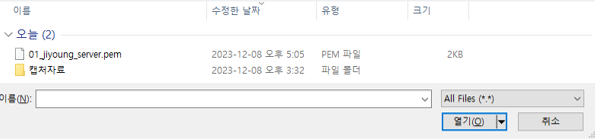 이름 수정한 날짜 유형 크기
오늘 (2)
01_jiyoung_server.pem 2023-12-08 오후 5:05 PEM 파일 2KB
캡처자료 2023-12-08 오후 3:32 파일 폴더
이름(N): All Files (*.*)
열기(O) 취소